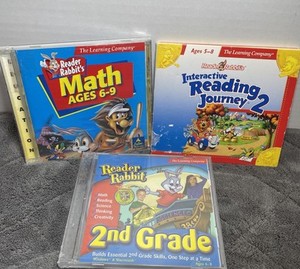 The Learning Company
Reader Rabbit's
Math
AGES 6-9
Ages 5-8
The Learning Company
Interactive
Reading
Journey 2
Reader
Rabbit
Math
Reading
Science
Thinking
Creativity
2nd Grade
Builds Essential 2nd Grade Skills, One Step at a Time